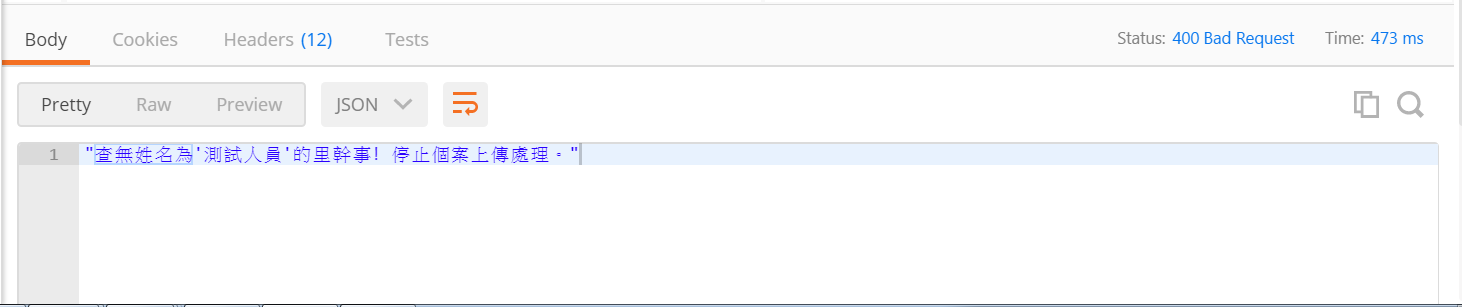 Body Cookies Headers (12) Tests Status: 400 Bad Request Time: 473 ms
Pretty Raw Preview JSON
1 "查無姓名為'測試人員'的里幹事! 停止個案上傳處理。"